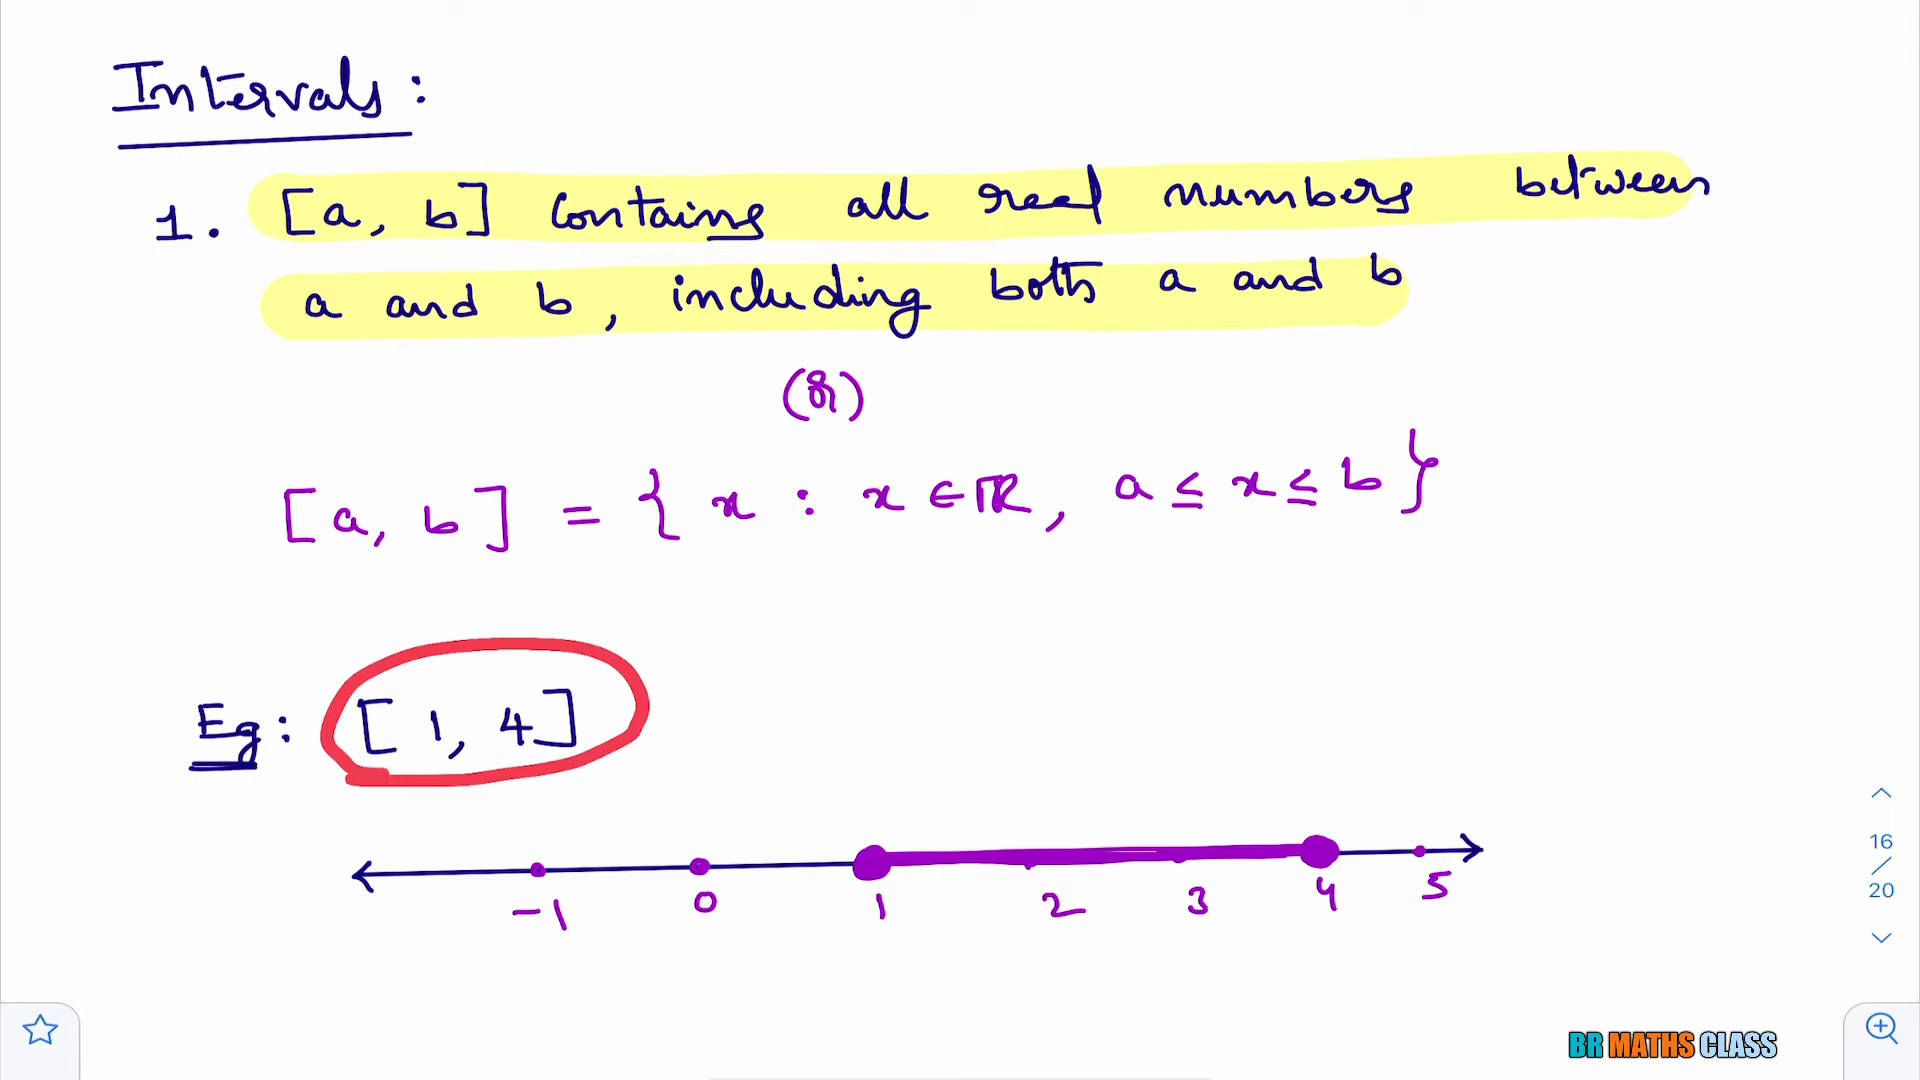 Intervals:
1. [a, b] contains all real numbers between
a and b, including both a and b
(or)
[a, b] = { x : x ∈ ℝ, a ≤ x ≤ b }
Eg: [1, 4]
-1 0 1 2 3 4 5
16
/
20
BR MATHS CLASS